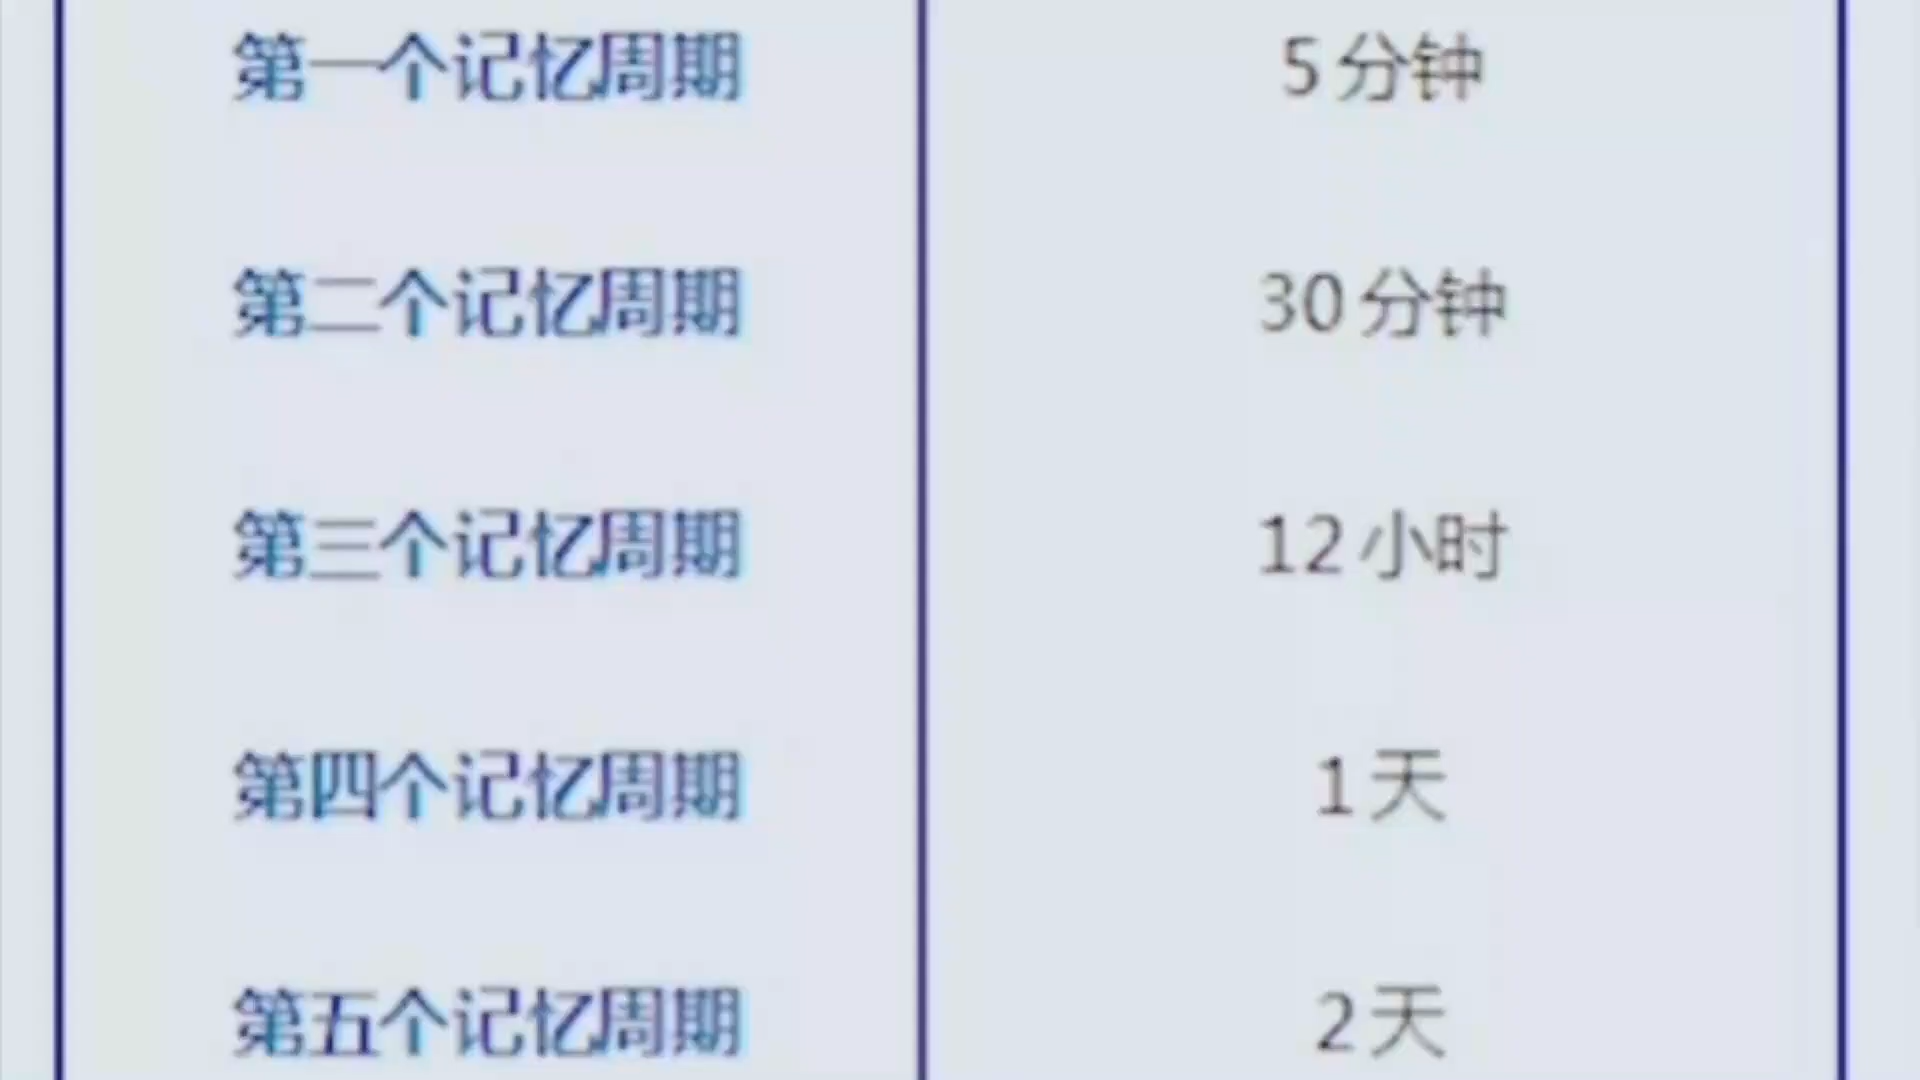 第一个记忆周期 5分钟
第二个记忆周期 30分钟
第三个记忆周期 12小时
第四个记忆周期 1天
第五个记忆周期 2天